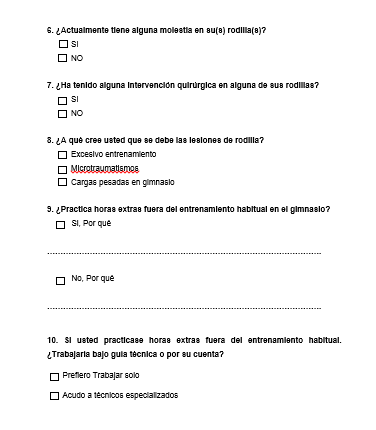 6. ¿Actualmente tiene alguna molestia en su(s) rodilla(s)?
SI
NO
7. ¿Ha tenido alguna intervención quirúrgica en alguna de sus rodillas?
SI
NO
8. ¿A qué cree usted que se debe las lesiones de rodilla?
Excesivo entrenamiento
Microtraumatismos
Cargas pesadas en gimnasio
9. ¿Practica horas extras fuera del entrenamiento habitual en el gimnasio?
Si, Por qué
No, Por qué
10. Si usted practicase horas extras fuera del entrenamiento habitual.
¿Trabajaría bajo guía técnica o por su cuenta?
Prefiero Trabajar solo
Acudo a técnicos especializados